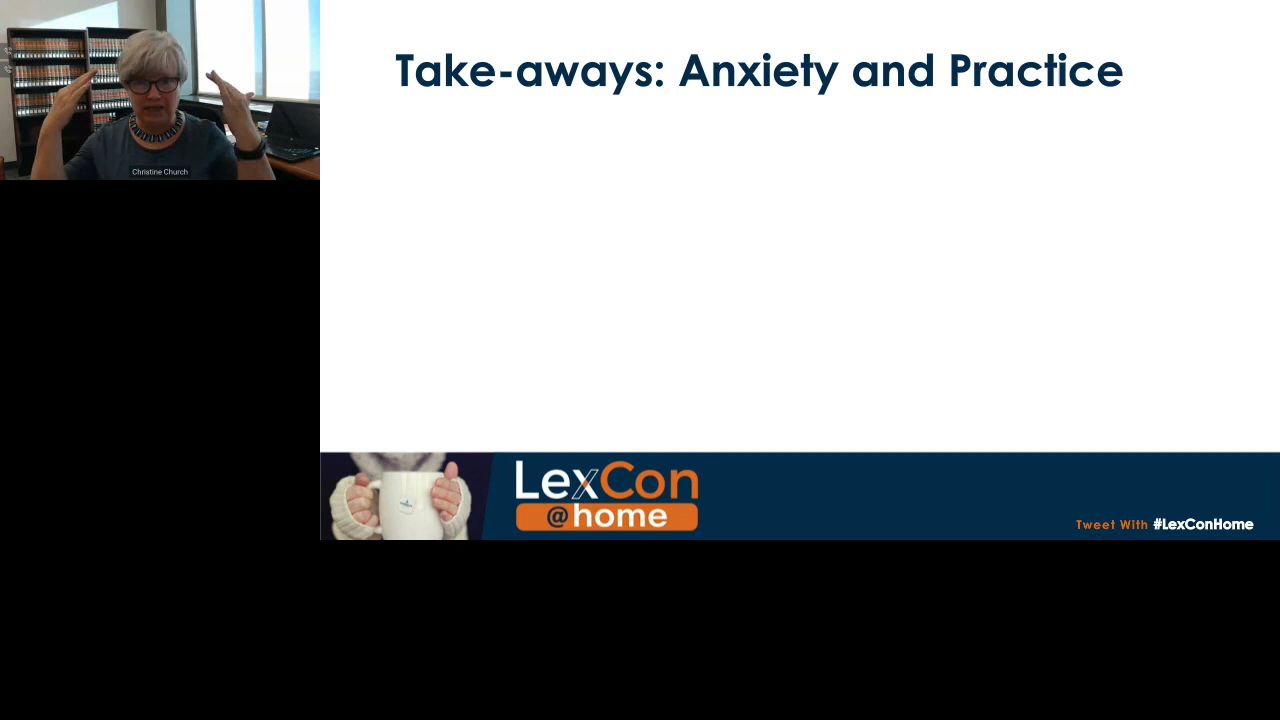 Christine Church
Take-aways: Anxiety and Practice
LexCon
@home
Tweet With #LexConHome